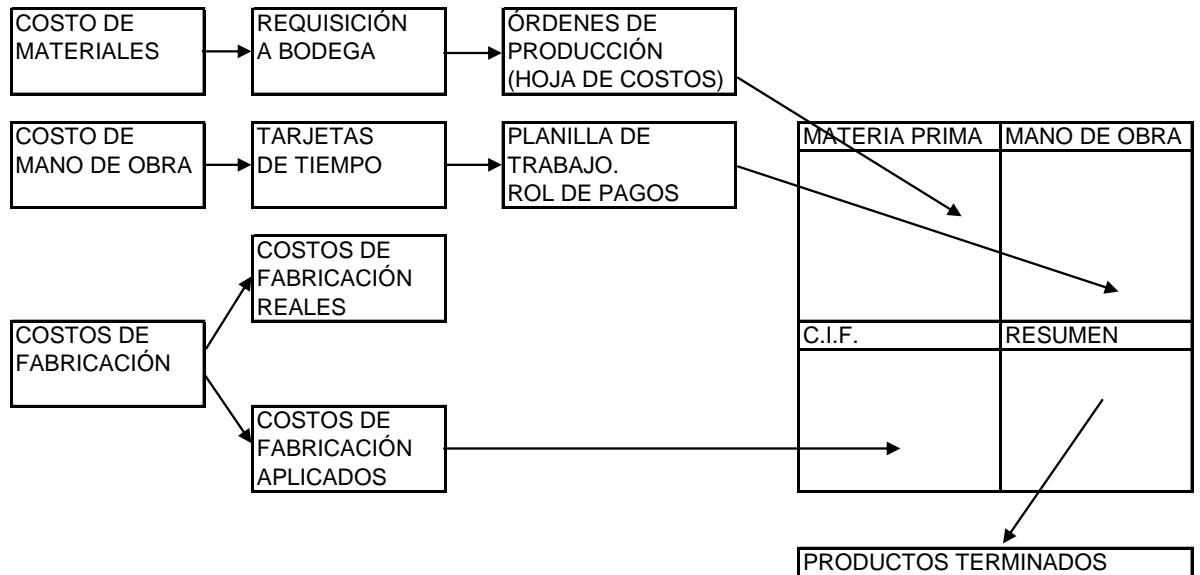 COSTO DE
MATERIALES
REQUISICIÓN
A BODEGA
ÓRDENES DE
PRODUCCIÓN
(HOJA DE COSTOS)
COSTO DE
MANO DE OBRA
TARJETAS
DE TIEMPO
PLANILLA DE
TRABAJO.
ROL DE PAGOS
MATERIA PRIMA
MANO DE OBRA
COSTOS DE
FABRICACIÓN
REALES
COSTOS DE
FABRICACIÓN
C.I.F.
RESUMEN
COSTOS DE
FABRICACIÓN
APLICADOS
PRODUCTOS TERMINADOS